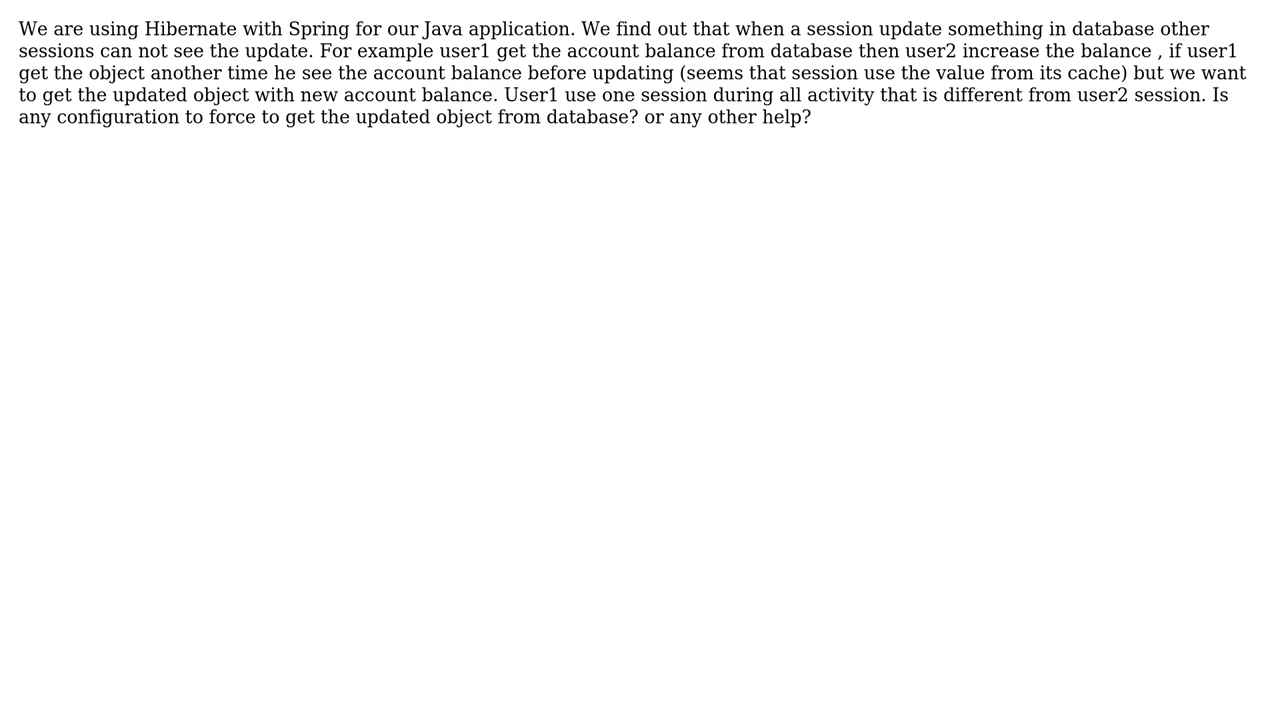 We are using Hibernate with Spring for our Java application. We find out that when a session update something in database other
sessions can not see the update. For example user1 get the account balance from database then user2 increase the balance , if user1
get the object another time he see the account balance before updating (seems that session use the value from its cache) but we want
to get the updated object with new account balance. User1 use one session during all activity that is different from user2 session. Is
any configuration to force to get the updated object from database? or any other help?